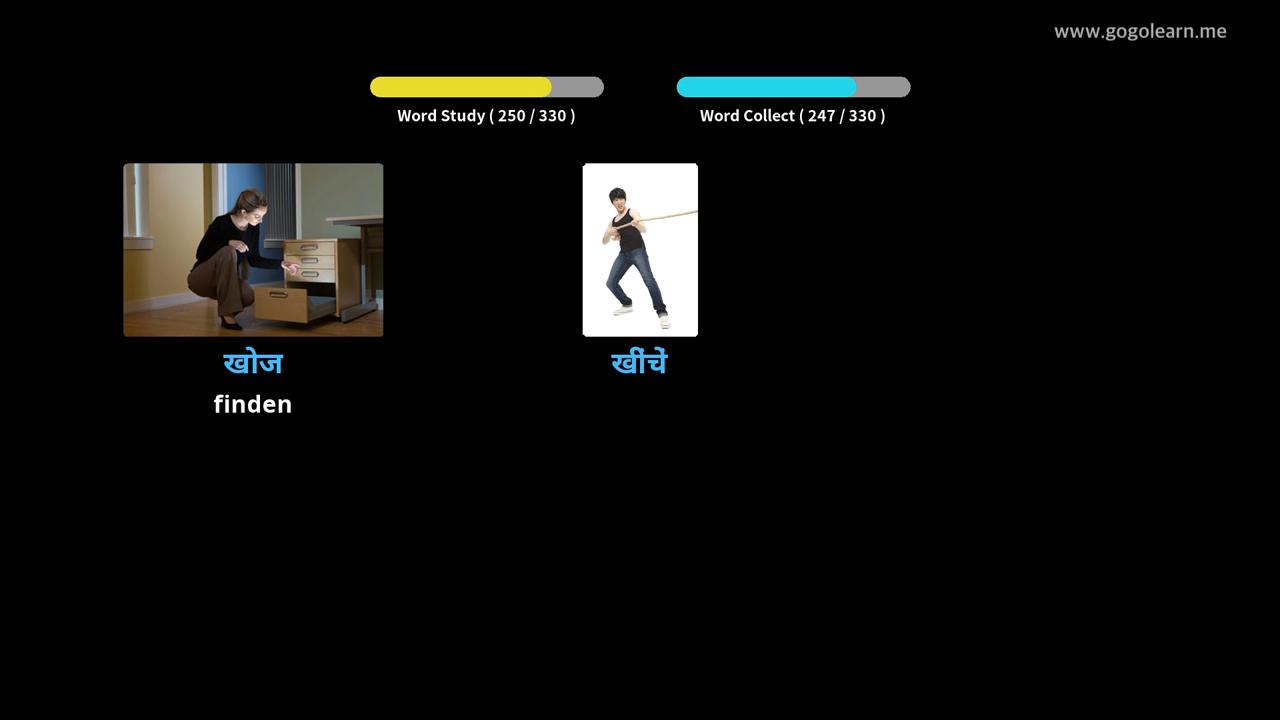 www.gogolearn.me
Word Study ( 250 / 330 )
Word Collect ( 247 / 330 )
खोज
finden
खींचें